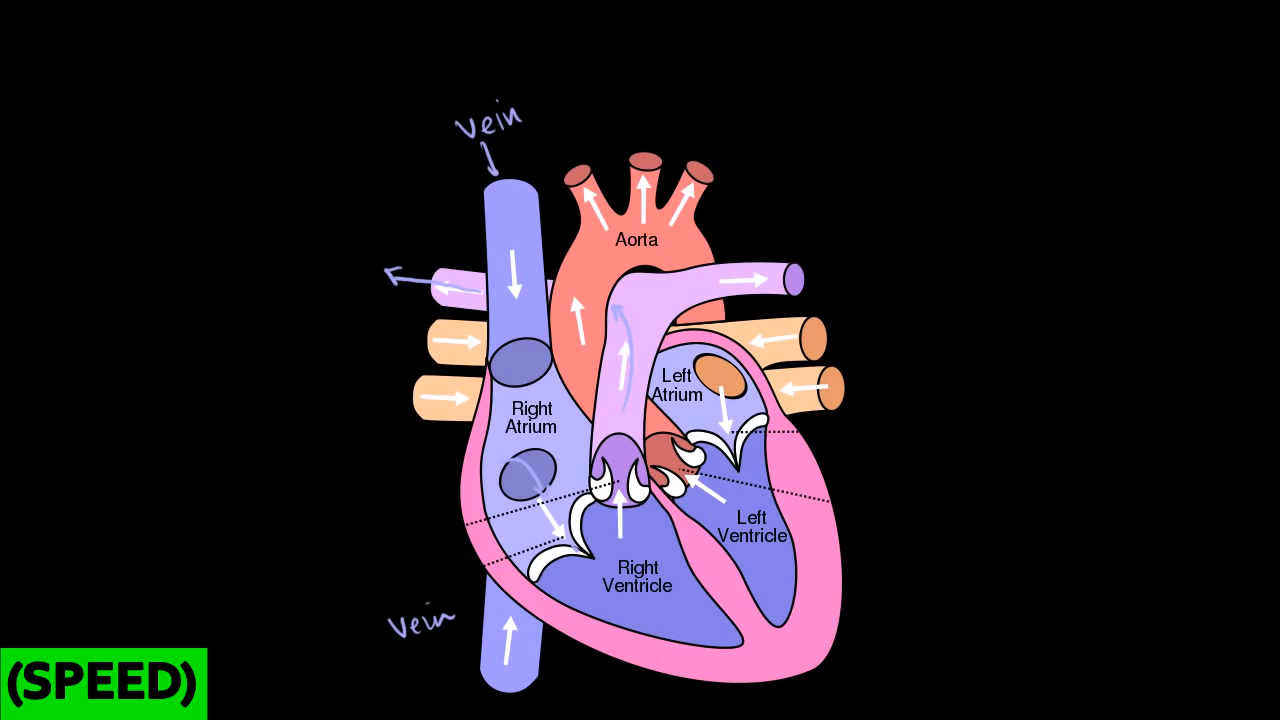 Vein
Aorta
Left
Atrium
Right
Atrium
Left
Ventricle
Right
Ventricle
Vein
(SPEED)